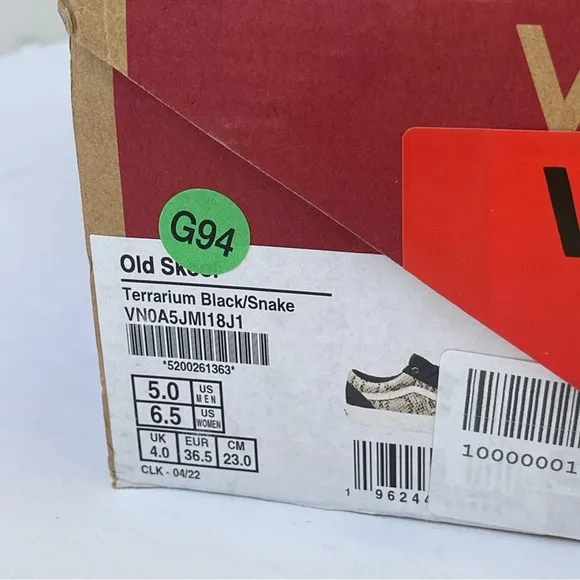 V
V
G94
Old
Terrarium Black/Snake
VN0A5JMI18J1
*5200261363*
5.0 US MEN
6.5 US WOMEN
UK 4.0 EUR 36.5 CM 23.0
CLK - 04/22
1 96244
10000001